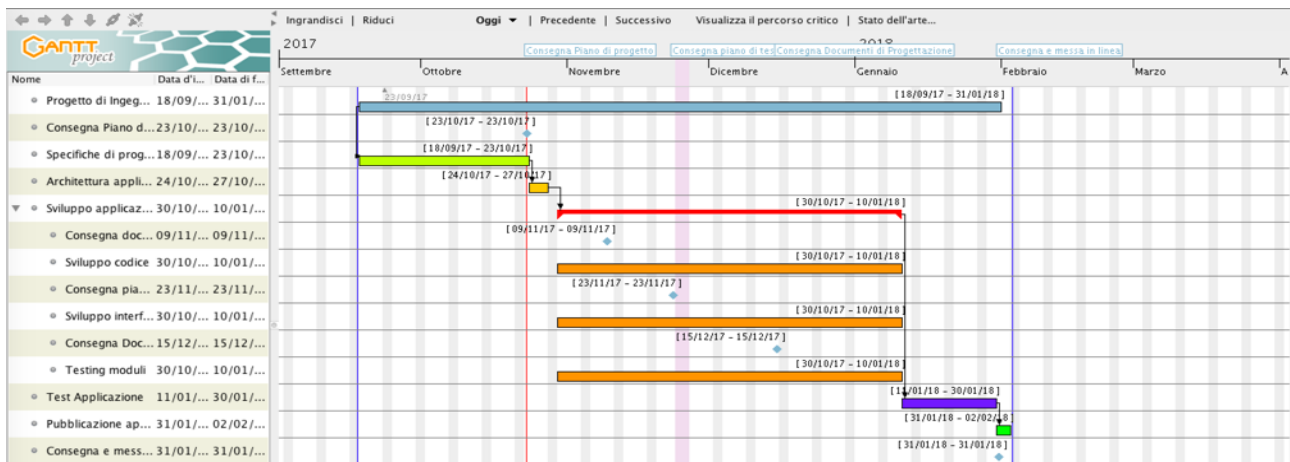 Ingrandisci | Riduci Oggi | Precedente | Successivo Visualizza il percorso critico | Stato dell'arte...
GANTT project
2017 2018
Consegna Piano di progetto Consegna piano di tes Consegna Documenti di Progettazione Consegna e messa in linea
Nome Data d'i... Data di f...
Settembre Ottobre Novembre Dicembre Gennaio Febbraio Marzo A
23/09/17
Progetto di Ingeg... 18/09/... 31/01/... [18/09/17 - 31/01/18]
Consegna Piano d... 23/10/... 23/10/... [23/10/17 - 23/10/17]
Specifiche di prog... 18/09/... 23/10/... [18/09/17 - 23/10/17]
Architettura appli... 24/10/... 27/10/... [24/10/17 - 27/10/17]
Sviluppo applicaz... 30/10/... 10/01/... [30/10/17 - 10/01/18]
Consegna doc... 09/11/... 09/11/... [09/11/17 - 09/11/17]
Sviluppo codice 30/10/... 10/01/... [30/10/17 - 10/01/18]
Consegna pia... 23/11/... 23/11/... [23/11/17 - 23/11/17]
Sviluppo interf... 30/10/... 10/01/... [30/10/17 - 10/01/18]
Consegna Doc... 15/12/... 15/12/... [15/12/17 - 15/12/17]
Testing moduli 30/10/... 10/01/... [30/10/17 - 10/01/18]
Test Applicazione 11/01/... 30/01/... [11/01/18 - 30/01/18]
Pubblicazione ap... 31/01/... 02/02/... [31/01/18 - 02/02/18]
Consegna e mess... 31/01/... 31/01/... [31/01/18 - 31/01/18]